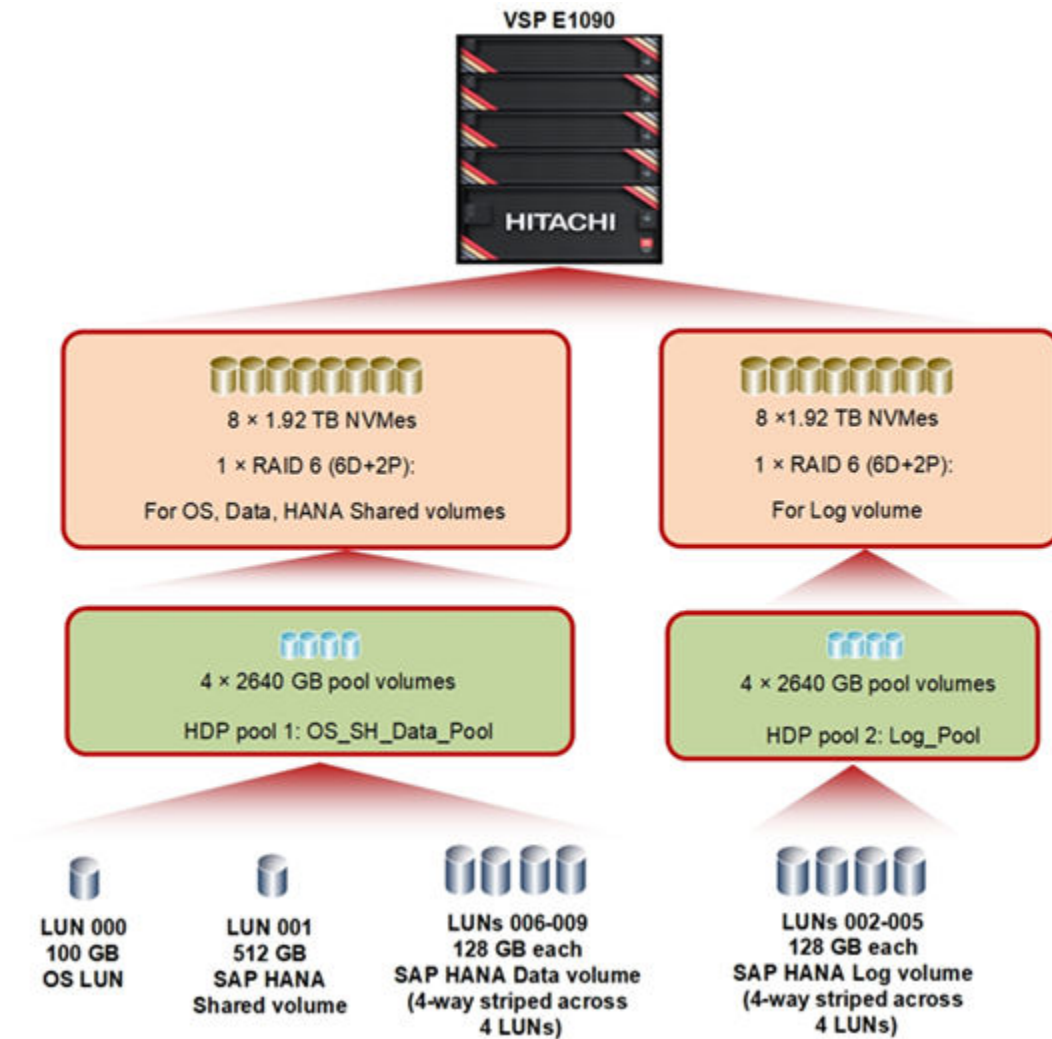 VSP E1090
HITACHI
8 × 1.92 TB NVMes
1 × RAID 6 (6D+2P):
For OS, Data, HANA Shared volumes
8 ×1.92 TB NVMes
1 × RAID 6 (6D+2P):
For Log volume
4 × 2640 GB pool volumes
HDP pool 1: OS_SH_Data_Pool
4 × 2640 GB pool volumes
HDP pool 2: Log_Pool
LUN 000
100 GB
OS LUN
LUN 001
512 GB
SAP HANA
Shared volume
LUNs 006-009
128 GB each
SAP HANA Data volume
(4-way striped across
4 LUNs)
LUNs 002-005
128 GB each
SAP HANA Log volume
(4-way striped across
4 LUNs)